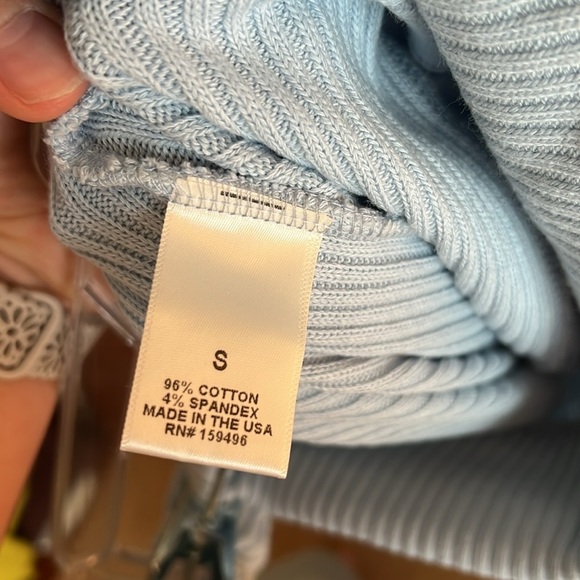 S
96% COTTON
4% SPANDEX
MADE IN THE USA
RN# 159496